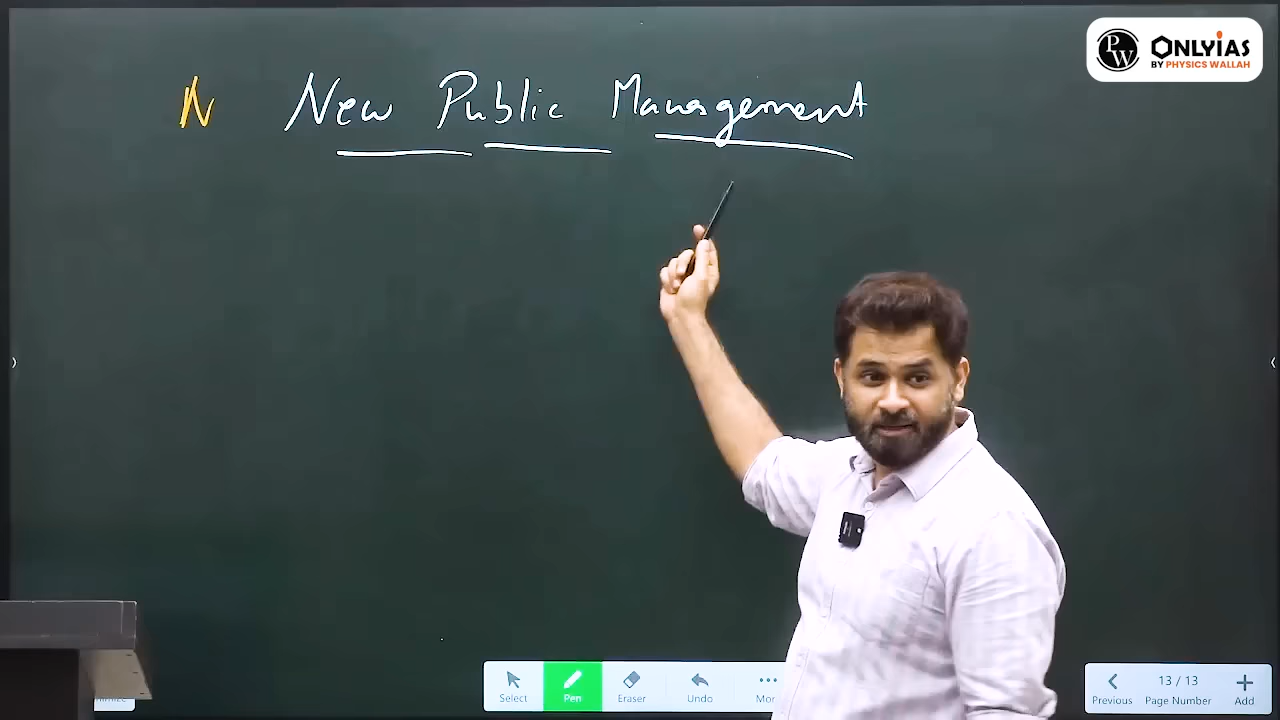 PW ONLYIAS
BY PHYSICS WALLAH
N New Public Management
Select Pen Eraser Undo
Previous 13 / 13 Page Number Add